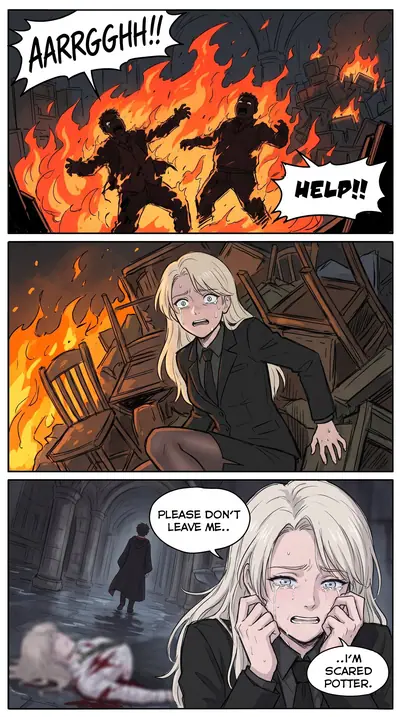 AARRGGHH!!
HELP!!
PLEASE DON'T
LEAVE ME..
..I'M
SCARED
POTTER.